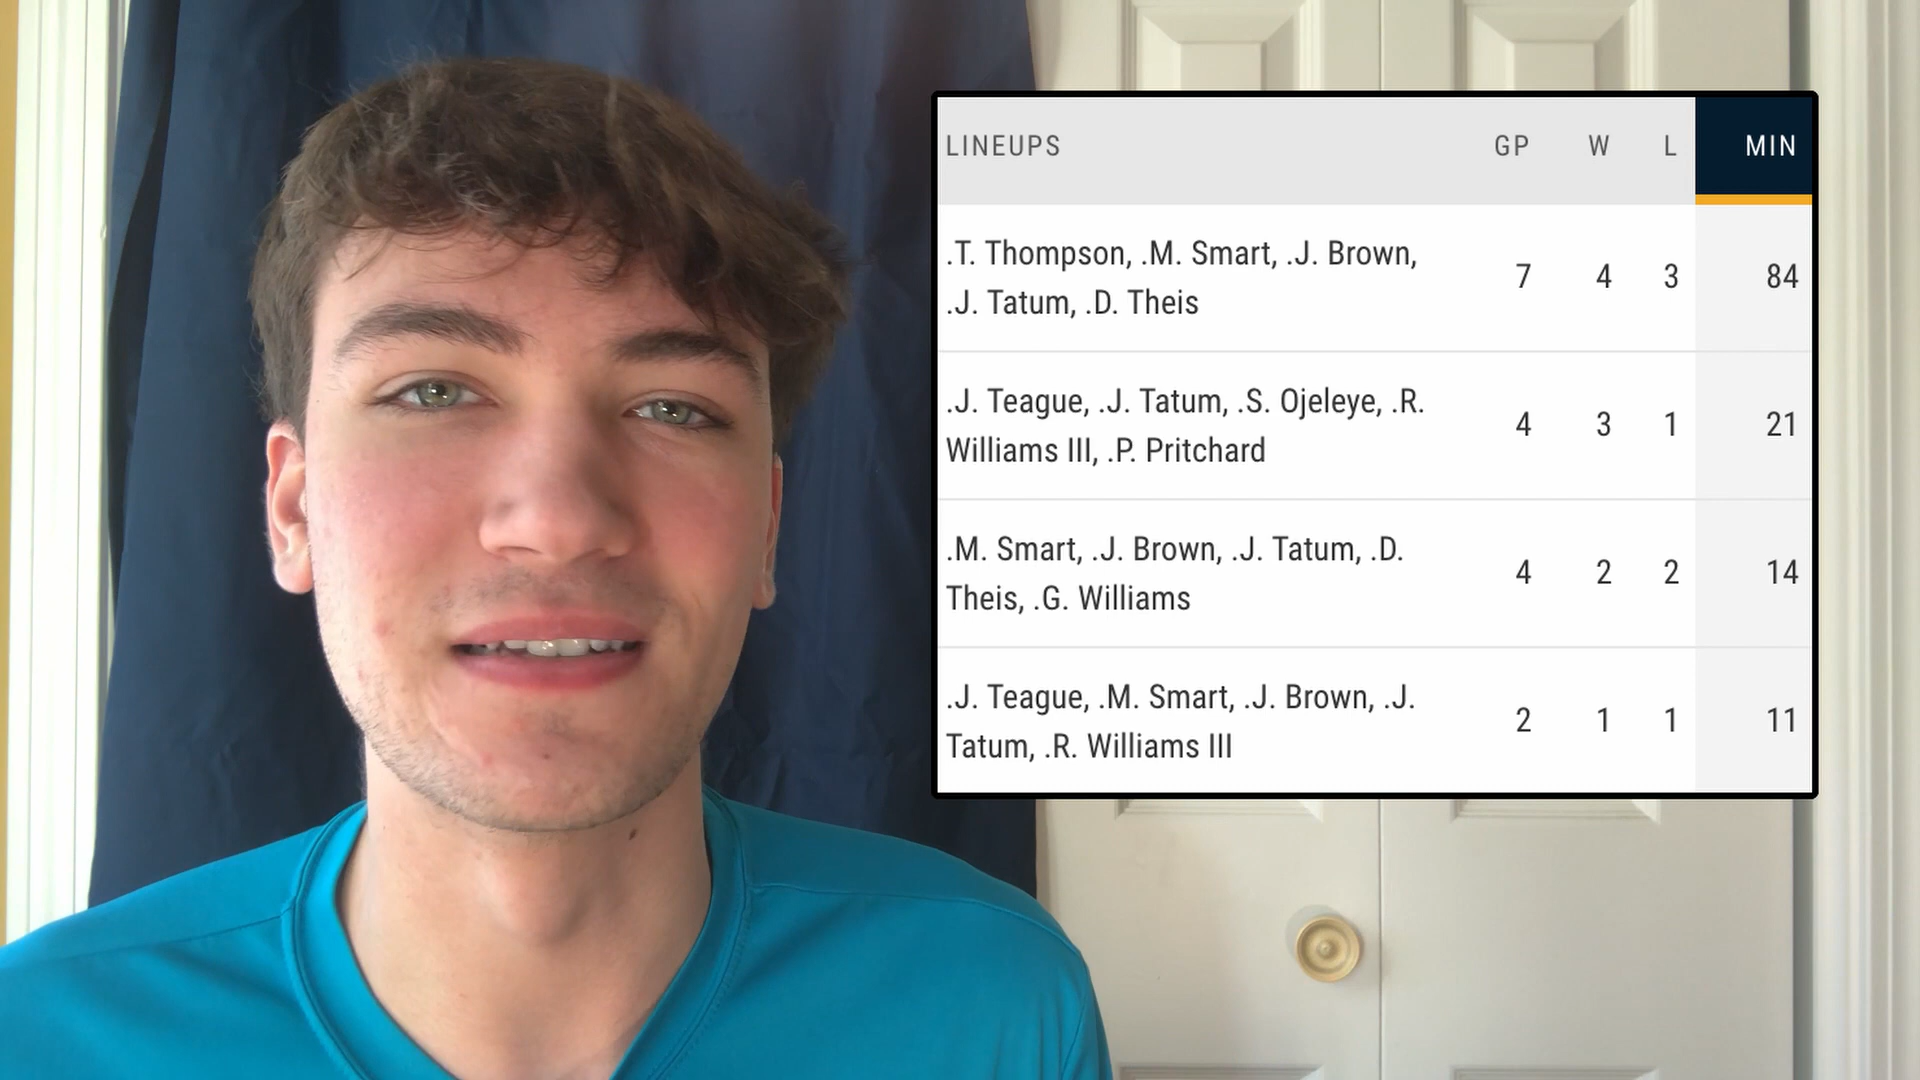 LINEUPS GP W L MIN
.T. Thompson, .M. Smart, .J. Brown,
.J. Tatum, .D. Theis
7 4 3 84
.J. Teague, .J. Tatum, .S. Ojeleye, .R.
Williams III, .P. Pritchard
4 3 1 21
.M. Smart, .J. Brown, .J. Tatum, .D.
Theis, .G. Williams
4 2 2 14
.J. Teague, .M. Smart, .J. Brown, .J.
Tatum, .R. Williams III
2 1 1 11